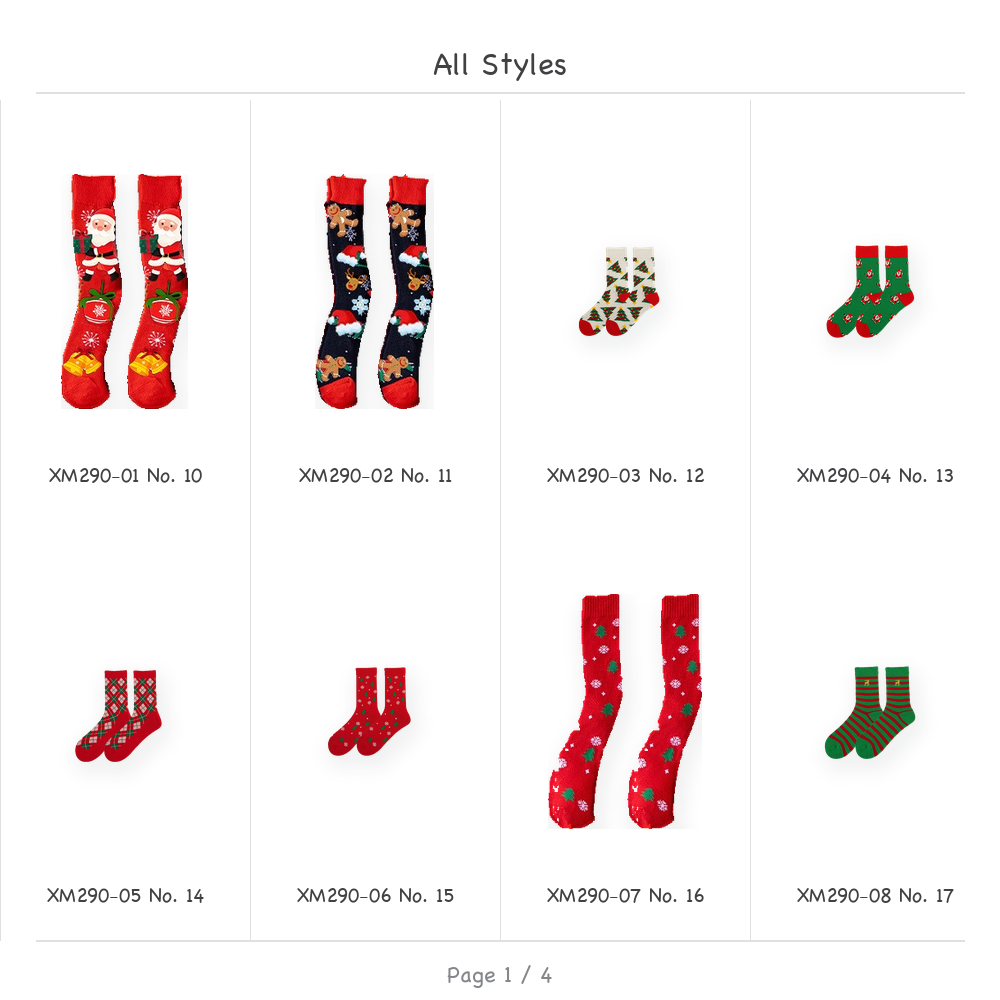 All Styles
XM290-01 No. 10
XM290-02 No. 11
XM290-03 No. 12
XM290-04 No. 13
XM290-05 No. 14
XM290-06 No. 15
XM290-07 No. 16
XM290-08 No. 17
Page 1 / 4